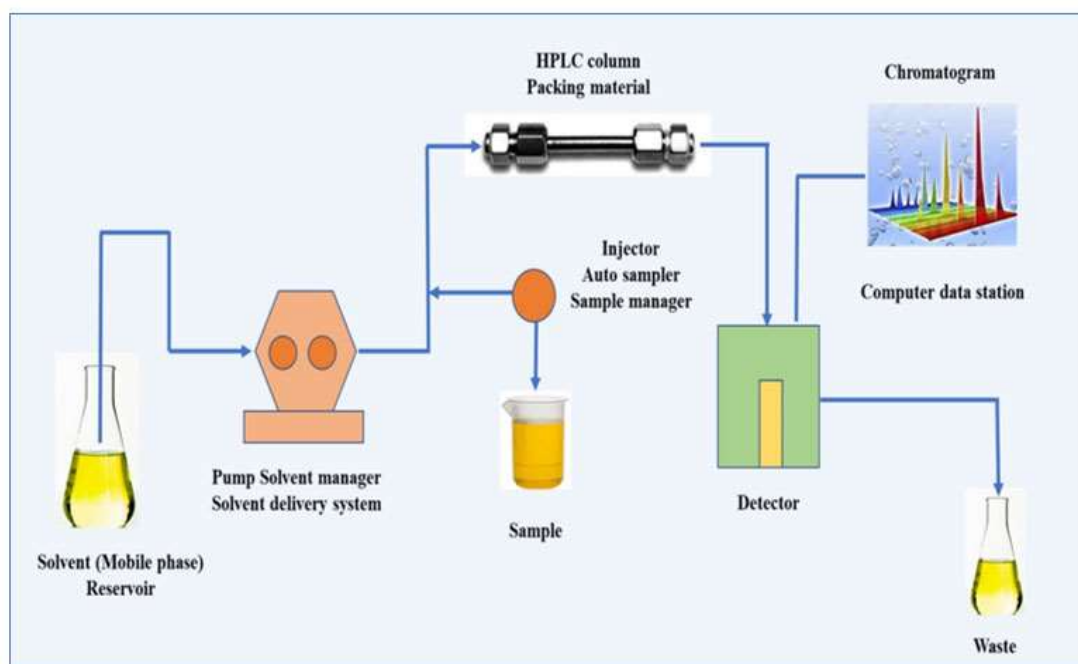 HPLC column
Packing material
Chromatogram
Injector
Auto sampler
Sample manager
Computer data station
Pump Solvent manager
Solvent delivery system
Detector
Sample
Solvent (Mobile phase)
Reservoir
Waste